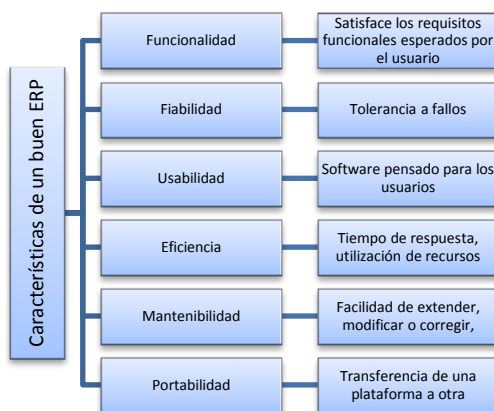 Características de un buen ERP
Funcionalidad
Satisface los requisitos
funcionales esperados por
el usuario
Fiabilidad
Tolerancia a fallos
Usabilidad
Software pensado para los
usuarios
Eficiencia
Tiempo de respuesta,
utilización de recursos
Mantenibilidad
Facilidad de extender,
modificar o corregir,
Portabilidad
Transferencia de una
plataforma a otra